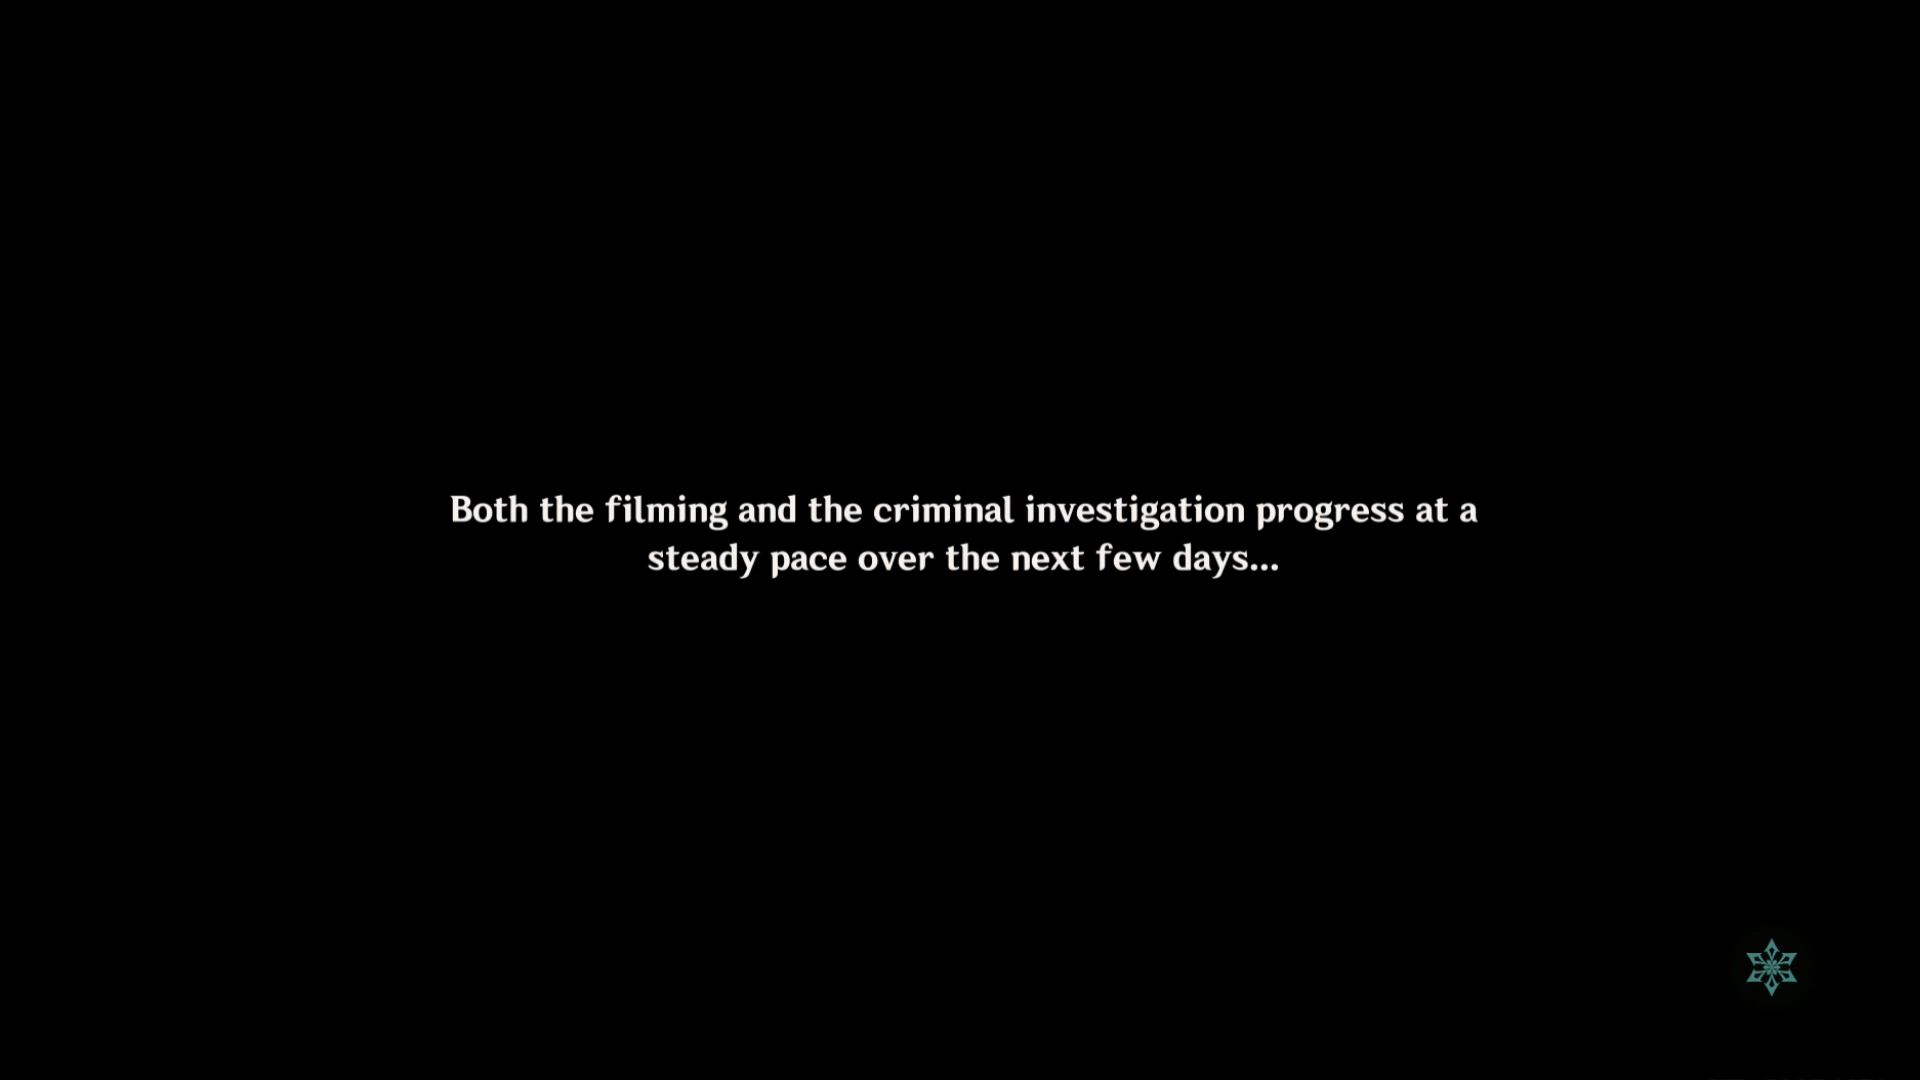 Both the filming and the criminal investigation progress at a
steady pace over the next few days...